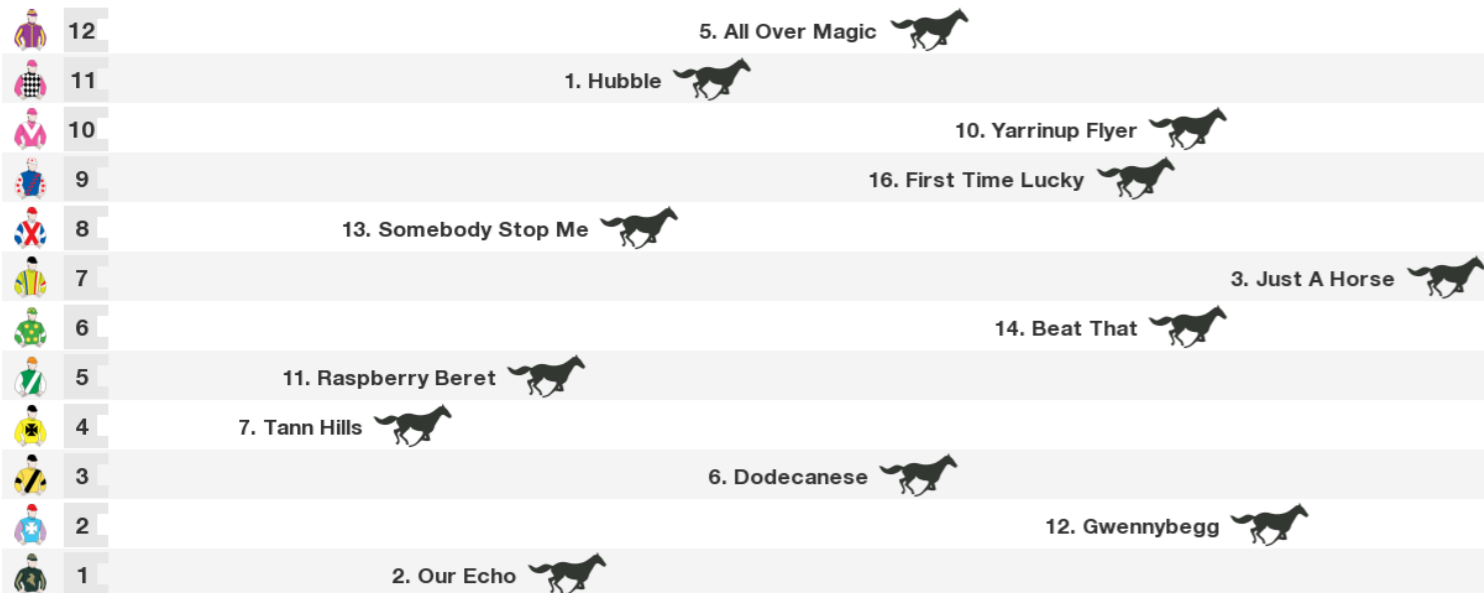 12 5. All Over Magic
11 1. Hubble
10 10. Yarrinup Flyer
9 16. First Time Lucky
8 13. Somebody Stop Me
7 3. Just A Horse
6 14. Beat That
5 11. Raspberry Beret
4 7. Tann Hills
3 6. Dodecanese
2 12. Gwennybegg
1 2. Our Echo